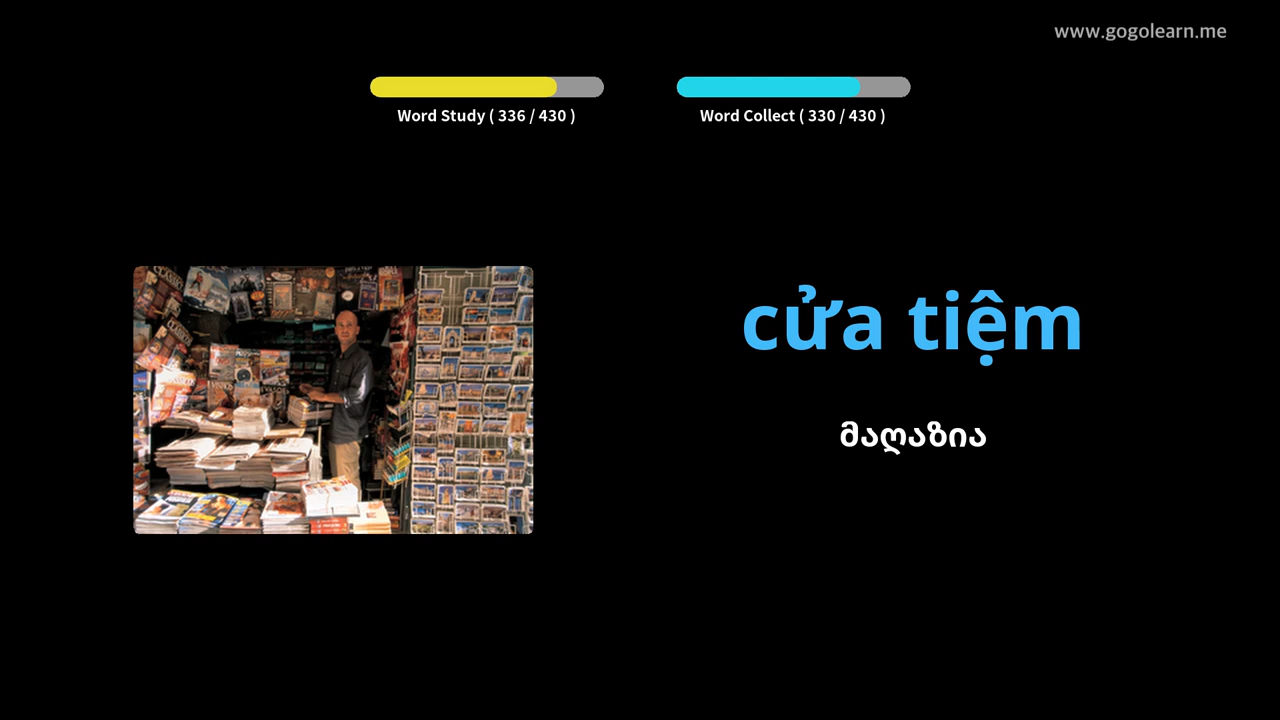 www.gogolearn.me
Word Study ( 336 / 430 )
Word Collect ( 330 / 430 )
cửa tiệm
მაღაზია